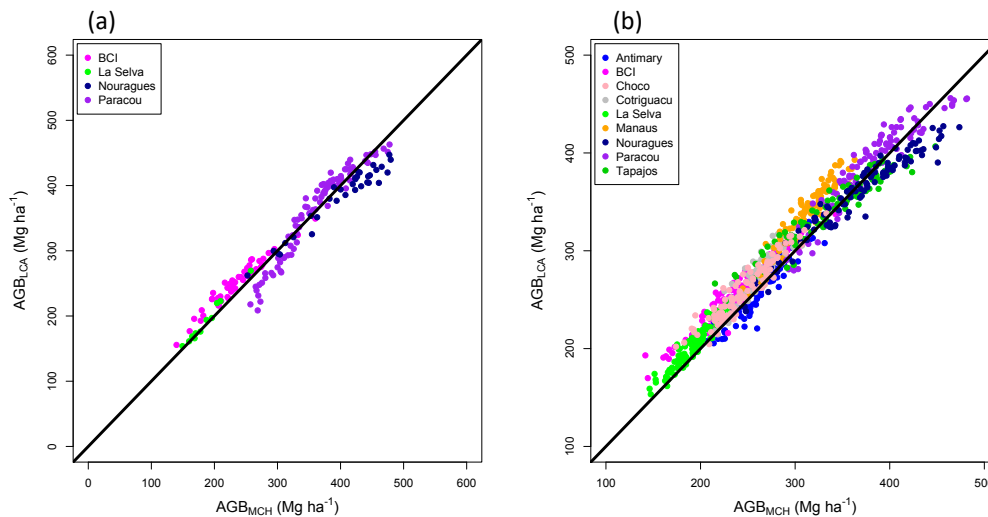 (a)
BCI
La Selva
Nouragues
Paracou
600
500
400
300
200
100
0
AGB_LCA (Mg ha⁻¹)
0 100 200 300 400 500 600
AGB_MCH (Mg ha⁻¹)
(b)
Antimary
BCI
Choco
Cotriguacu
La Selva
Manaus
Nouragues
Paracou
Tapajos
500
400
300
200
100
AGB_LCA (Mg ha⁻¹)
100 200 300 400 500
AGB_MCH (Mg ha⁻¹)